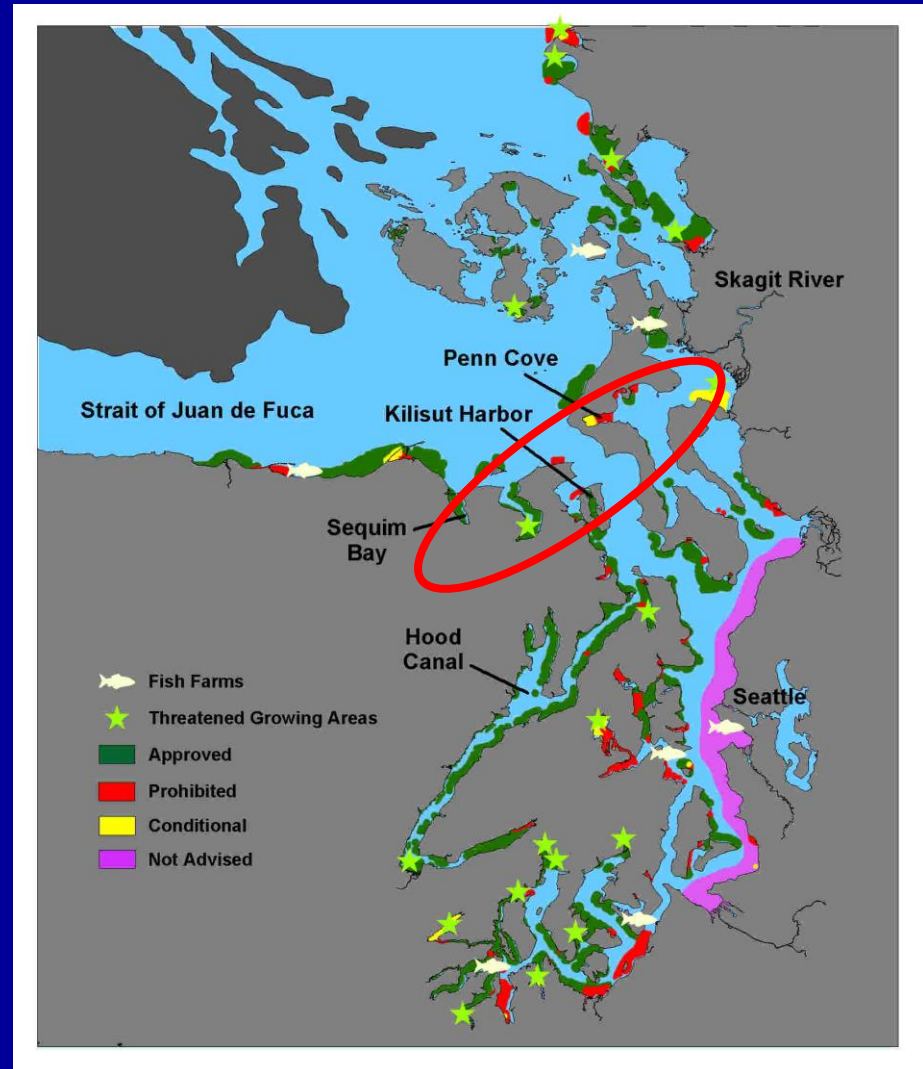 Skagit River
Penn Cove
Strait of Juan de Fuca
Kilisut Harbor
Sequim
Bay
Hood
Canal
Seattle
Fish Farms
Threatened Growing Areas
Approved
Prohibited
Conditional
Not Advised